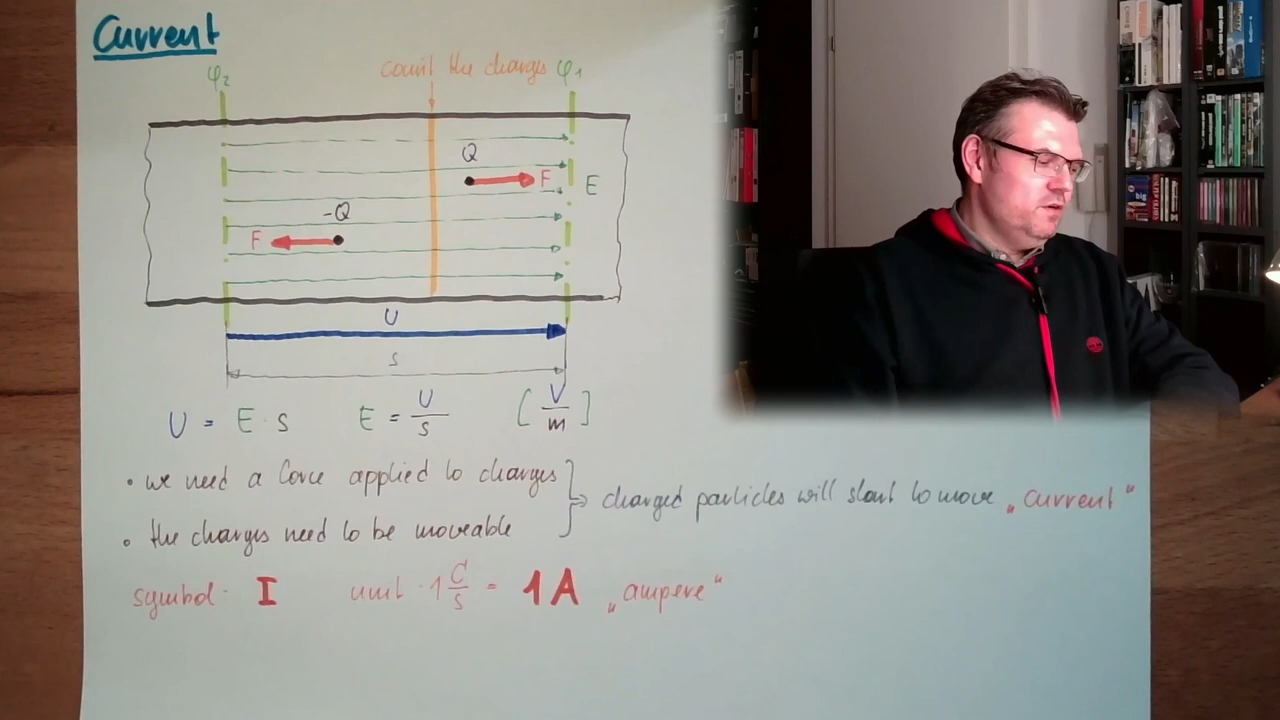 Current
φ₂ count the charges φ₁
Q
F E
-Q
F
U
s
U = E · s E = U/s [V/m]
• we need a force applied to charges
• the charges need to be moveable
charged particles will start to move „current“
symbol: I unit: 1 C/s = 1A „ampere“